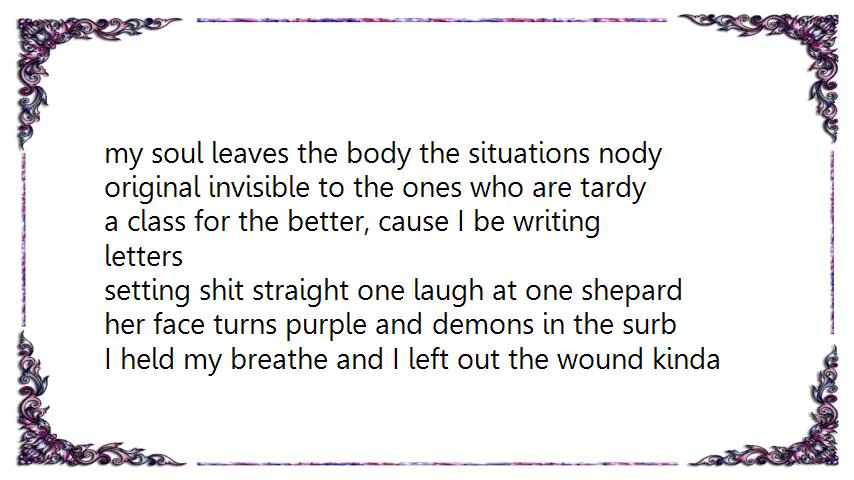 my soul leaves the body the situations nody
original invisible to the ones who are tardy
a class for the better, cause I be writing
letters
setting shit straight one laugh at one shepard
her face turns purple and demons in the surb
I held my breathe and I left out the wound kinda